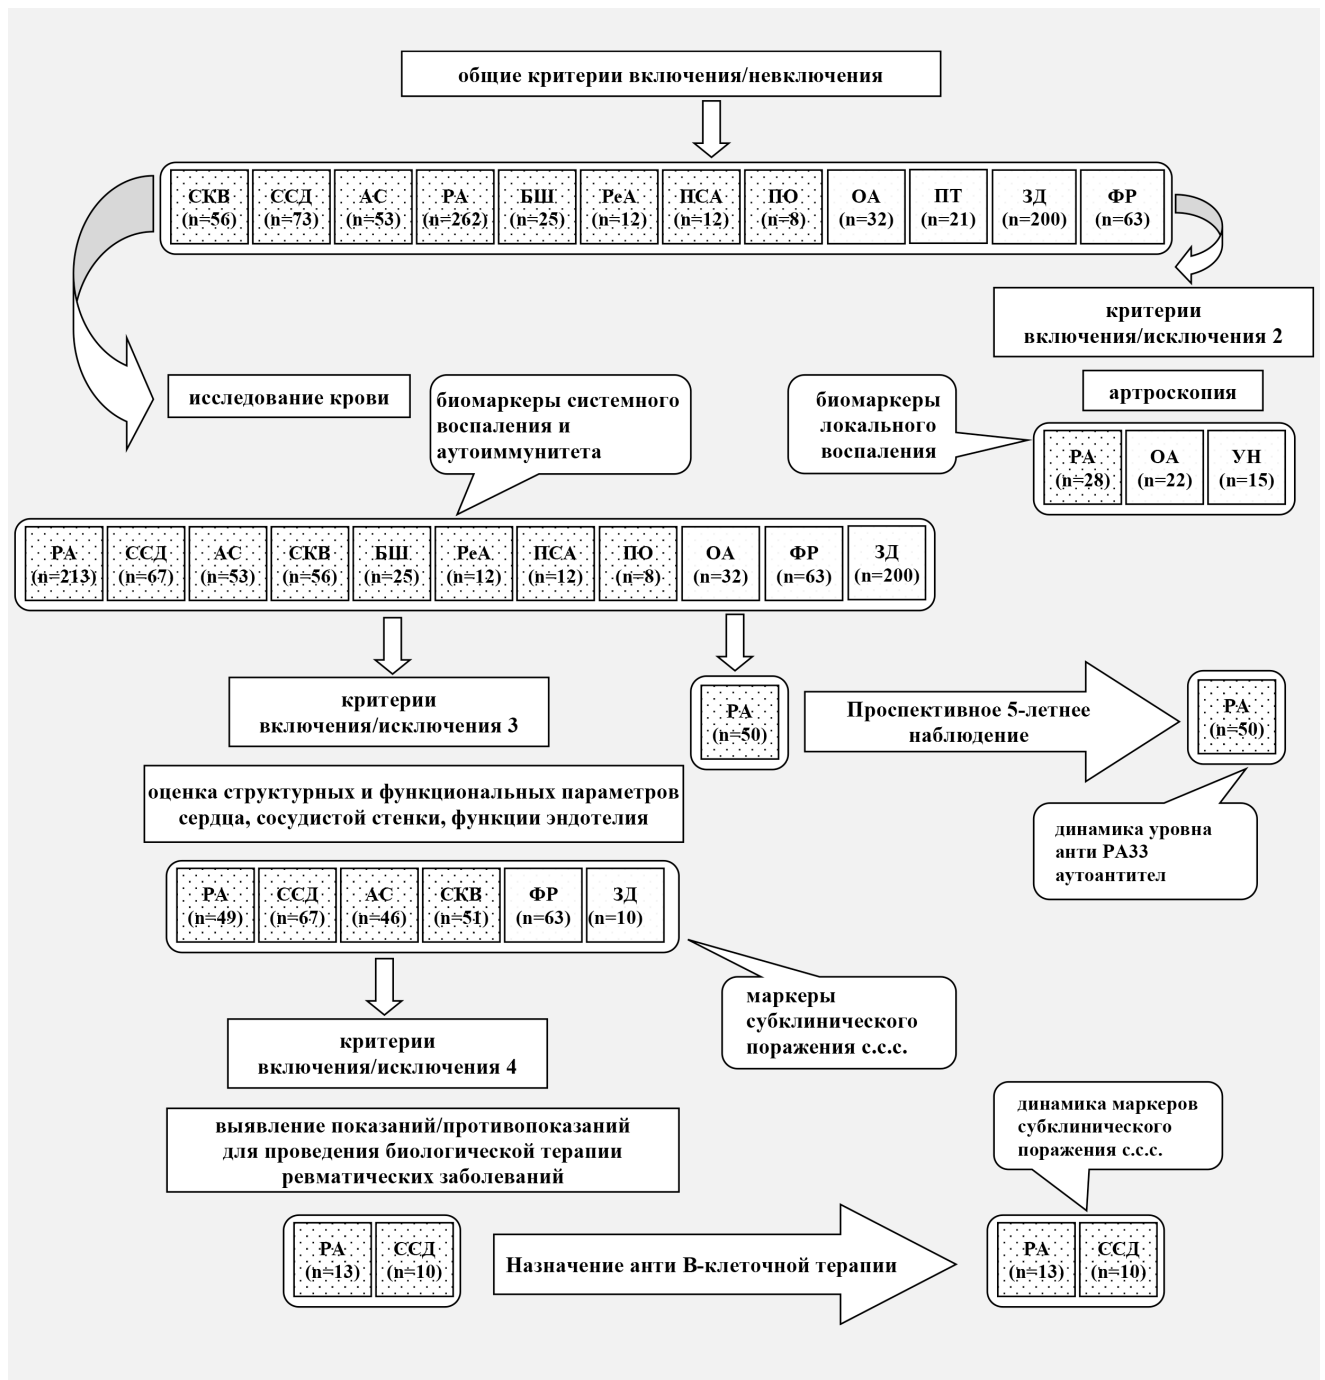 общие критерии включения/невключения
СКВ ССД АС РА БШ РеА ПСА ПО ОА ПТ ЗД ФР
(n=56) (n=73) (n=53) (n=262) (n=25) (n=12) (n=12) (n=8) (n=32) (n=21) (n=200) (n=63)
критерии
включения/исключения 2
артроскопия
исследование крови
биомаркеры системного
воспаления и
аутоиммунитета
биомаркеры
локального
воспаления
РА ОА УН
(n=28) (n=22) (n=15)
РА ССД АС СКВ БШ РеА ПСА ПО ОА ФР ЗД
(n=213) (n=67) (n=53) (n=56) (n=25) (n=12) (n=12) (n=8) (n=32) (n=63) (n=200)
критерии
включения/исключения 3
РА
(n=50)
Проспективное 5-летнее
наблюдение
РА
(n=50)
оценка структурных и функциональных параметров
сердца, сосудистой стенки, функции эндотелия
динамика уровна
анти РА33
аутоантител
РА ССД АС СКВ ФР ЗД
(n=49) (n=67) (n=46) (n=51) (n=63) (n=10)
маркеры
субклинического
поражения с.с.с.
критерии
включения/исключения 4
выявление показаний/противопоказаний
для проведения биологической терапии
ревматических заболеваний
динамика маркеров
субклинического
поражения с.с.с.
РА ССД
(n=13) (n=10)
Назначение анти В-клеточной терапии
РА ССД
(n=13) (n=10)